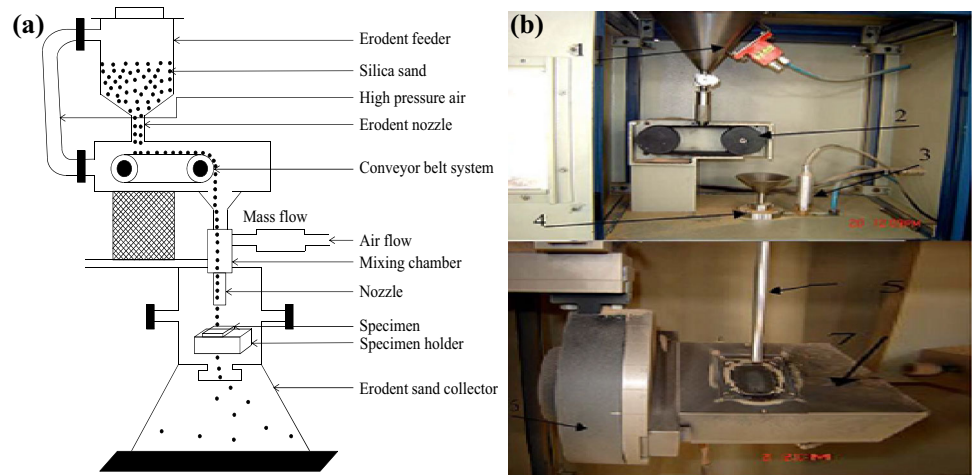 (a)
Erodent feeder
Silica sand
High pressure air
Erodent nozzle
Conveyor belt system
Mass flow
Air flow
Mixing chamber
Nozzle
Specimen
Specimen holder
Erodent sand collector
(b)
1
2
3
4
5
7